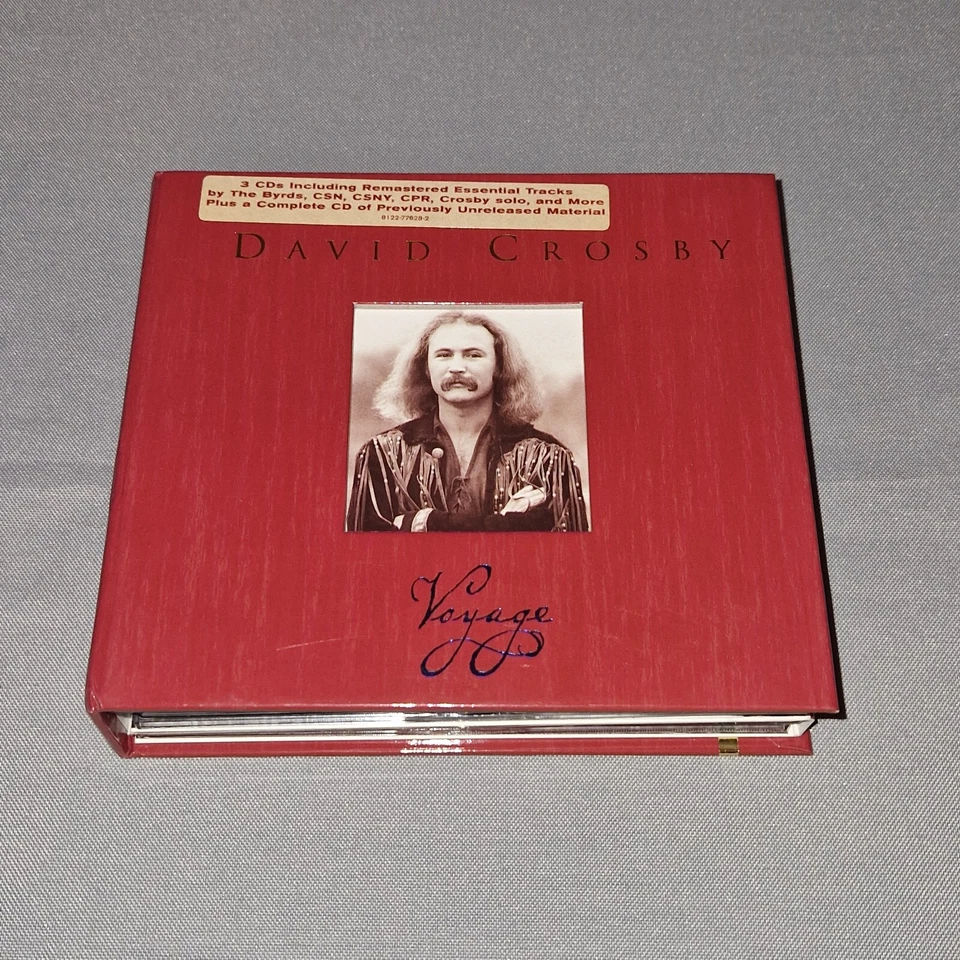 3 CDs Including Remastered Essential Tracks
by The Byrds, CSN, CSNY, CPR, Crosby solo, and More
Plus a Complete CD of Previously Unreleased Material
8122-77628-2
DAVID CROSBY
Voyage